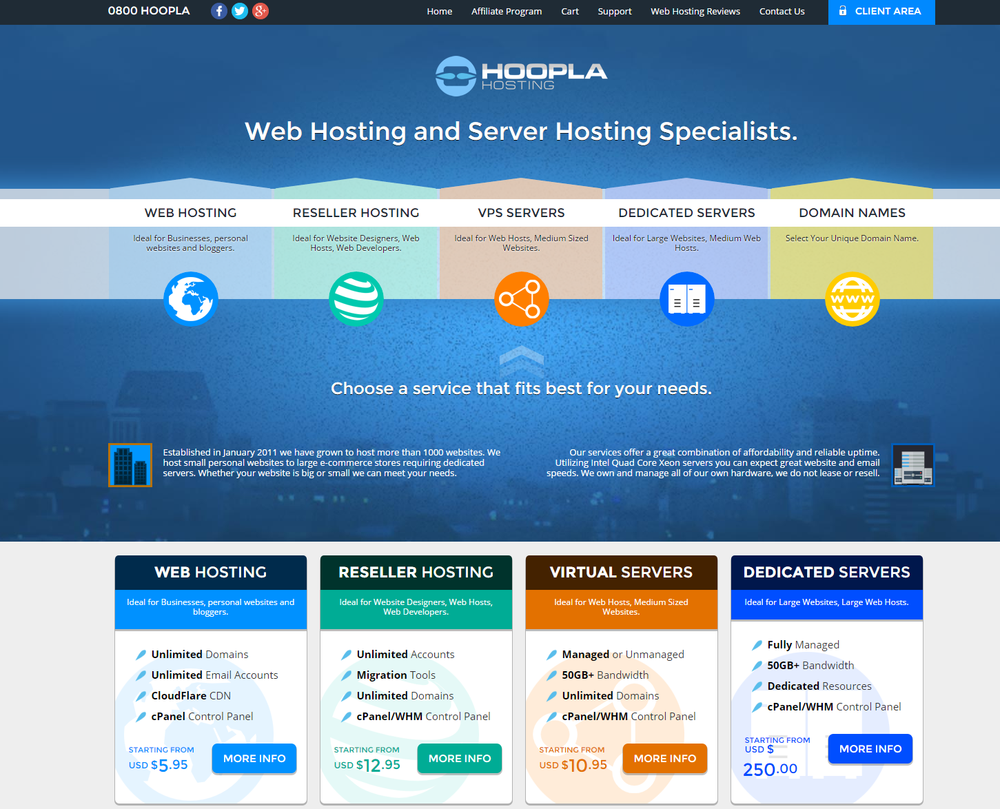 0800 HOOPLA
Home Affiliate Program Cart Support Web Hosting Reviews Contact Us CLIENT AREA
HOOPLA
HOSTING
Web Hosting and Server Hosting Specialists.
WEB HOSTING
Ideal for Businesses, personal
websites and bloggers.
RESELLER HOSTING
Ideal for Website Designers, Web
Hosts, Web Developers.
VPS SERVERS
Ideal for Web Hosts, Medium Sized
Websites.
DEDICATED SERVERS
Ideal for Large Websites, Medium Web
Hosts.
DOMAIN NAMES
Select Your Unique Domain Name.
www
Choose a service that fits best for your needs.
Established in January 2011 we have grown to host more than 1000 websites. We
host small personal websites to large e-commerce stores requiring dedicated
servers. Whether your website is big or small we can meet your needs.
Our services offer a great combination of affordability and reliable uptime.
Utilizing Intel Quad Core Xeon servers you can expect great website and email
speeds. We own and manage all of our own hardware, we do not lease or resell.
WEB HOSTING
Ideal for Businesses, personal websites and
bloggers.
Unlimited Domains
Unlimited Email Accounts
CloudFlare CDN
cPanel Control Panel
STARTING FROM
USD $5.95
MORE INFO
RESELLER HOSTING
Ideal for Website Designers, Web Hosts,
Web Developers.
Unlimited Accounts
Migration Tools
Unlimited Domains
cPanel/WHM Control Panel
STARTING FROM
USD $12.95
MORE INFO
VIRTUAL SERVERS
Ideal for Web Hosts, Medium Sized
Websites.
Managed or Unmanaged
50GB+ Bandwidth
Unlimited Domains
cPanel/WHM Control Panel
STARTING FROM
USD $10.95
MORE INFO
DEDICATED SERVERS
Ideal for Large Websites, Large Web Hosts.
Fully Managed
50GB+ Bandwidth
Dedicated Resources
cPanel/WHM Control Panel
STARTING FROM
USD $
250.00
MORE INFO